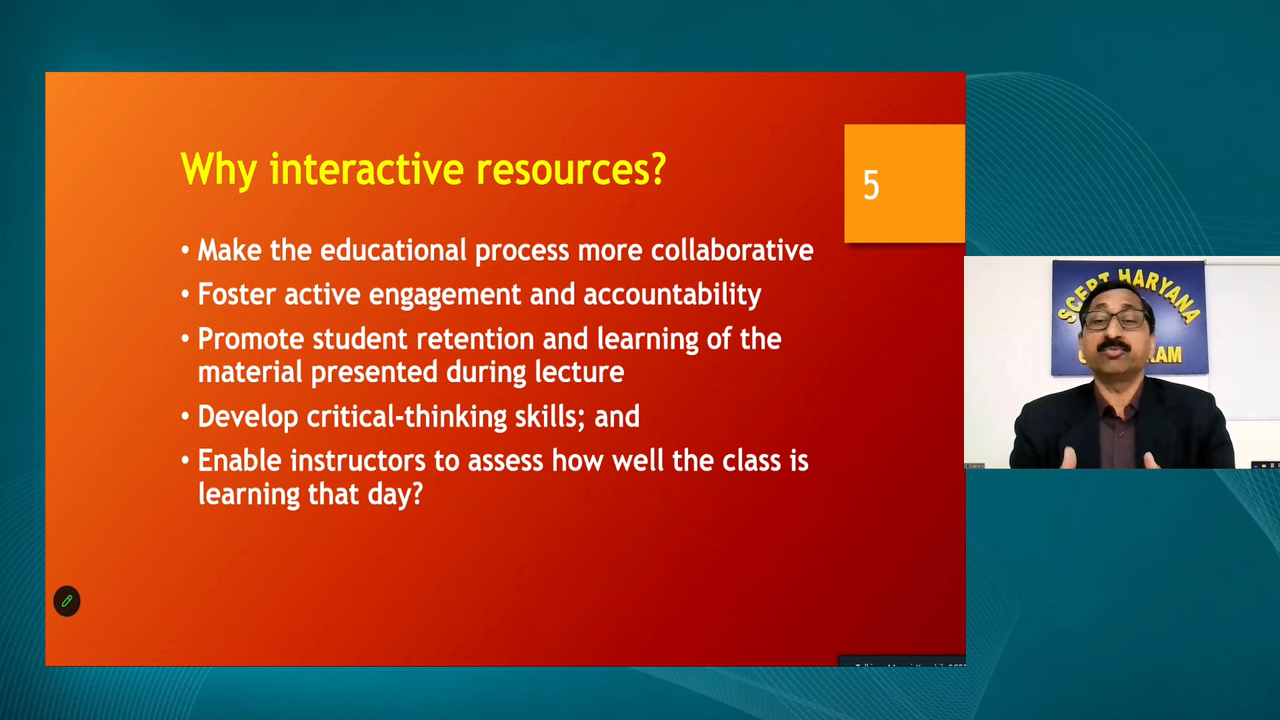 Why interactive resources?
5
• Make the educational process more collaborative
• Foster active engagement and accountability
• Promote student retention and learning of the
material presented during lecture
• Develop critical-thinking skills; and
• Enable instructors to assess how well the class is
learning that day?
SCERT HARYANA